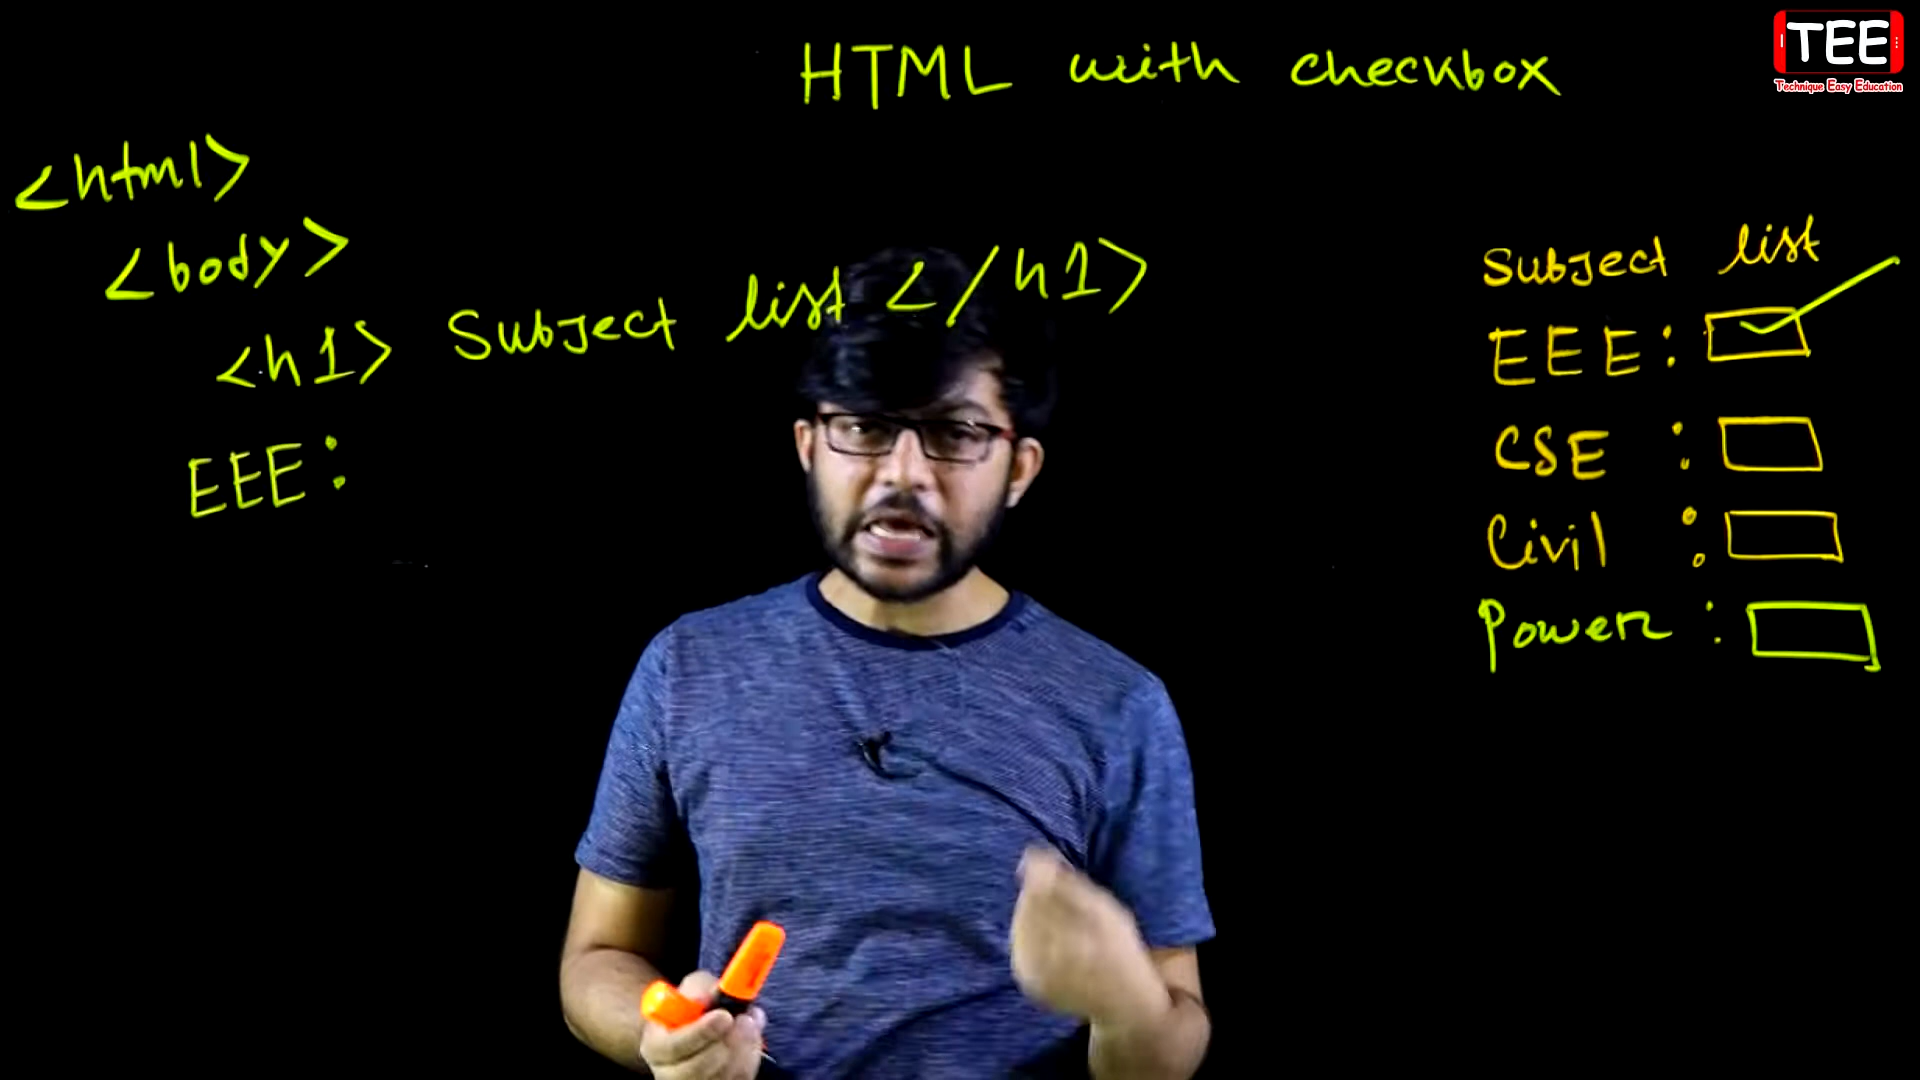 TEE
Technique Easy Education
HTML with checkbox
<html>
<body>
<h1> Subject list </h1>
EEE:
Subject list
EEE:
CSE :
Civil :
Power :